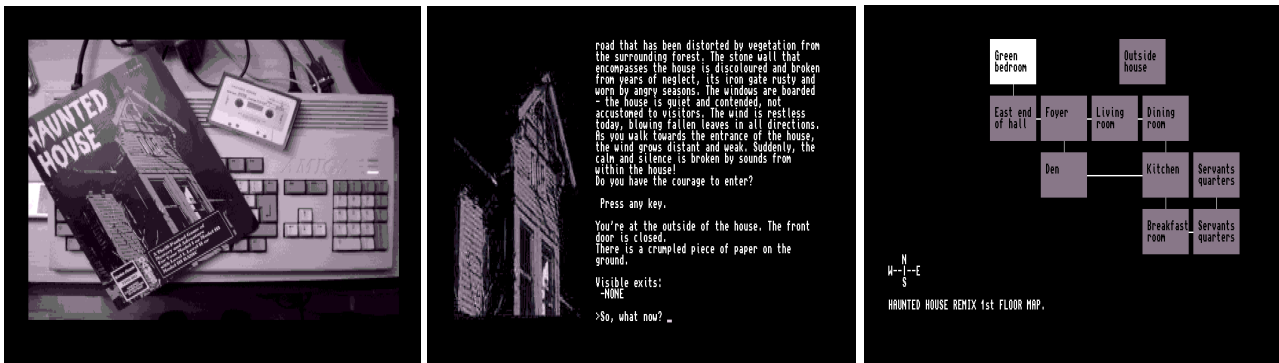 HAUNTED
HOUSE
AMIGA
road that has been distorted by vegetation from
the surrounding forest. The stone wall that
encompasses the house is discoloured and broken
from years of neglect, its iron gate rusty and
worn by angry seasons. The windows are boarded
- the house is quiet and contended, not
accustomed to visitors. The wind is restless
today, blowing fallen leaves in all directions.
As you walk towards the entrance of the house,
the wind grows distant and weak. Suddenly, the
calm and silence is broken by sounds from
within the house!
Do you have the courage to enter?
Press any key.
You're at the outside of the house. The front
door is closed.
There is a crumpled piece of paper on the
ground.
Visible exits:
-NONE
>So, what now? _
Green
bedroom
Outside
house
East end
of hall
Foyer
Living
room
Dining
room
Den
Kitchen
Servants
quarters
Breakfast
room
Servants
quarters
N
W--|--E
S
HAUNTED HOUSE REMIX 1st FLOOR MAP.